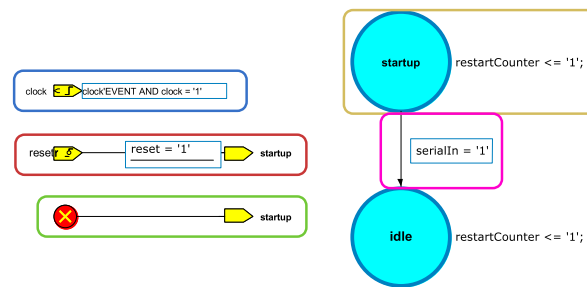 clock
clock'EVENT AND clock = '1'
reset
reset = '1'
startup
startup
startup
restartCounter <= '1';
serialIn = '1'
idle
restartCounter <= '1';